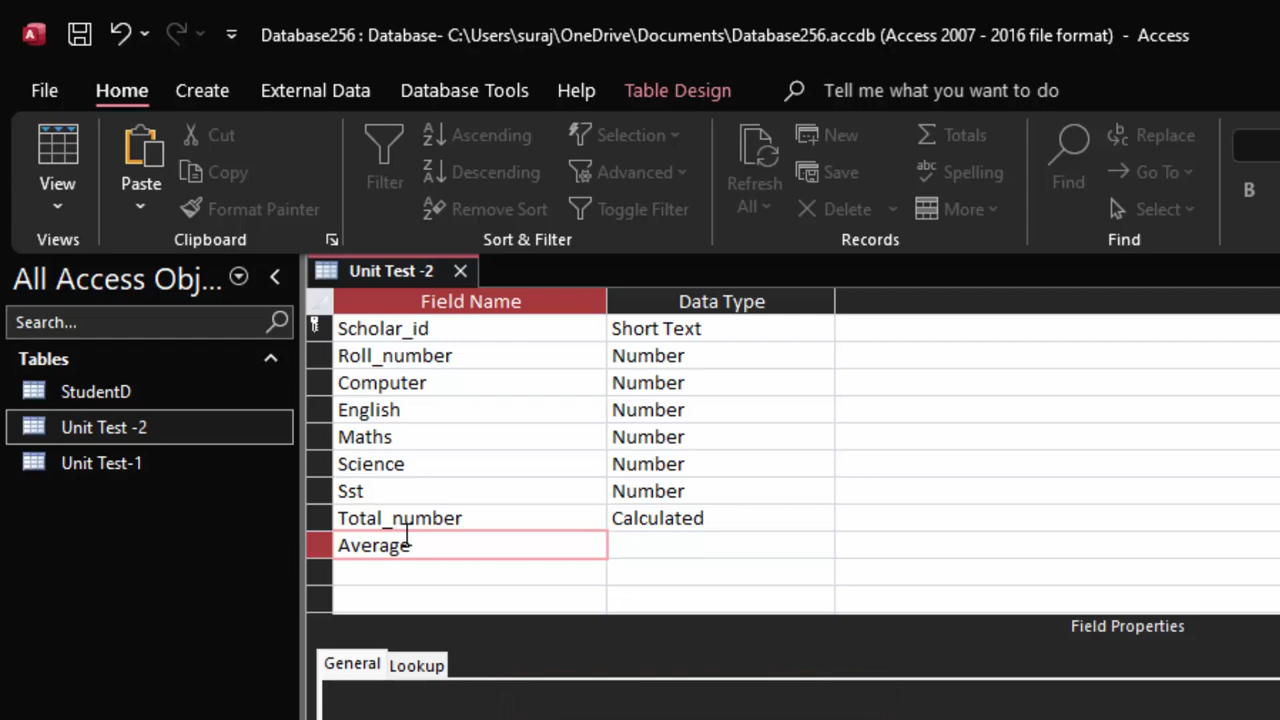 Database256 : Database- C:\Users\suraj\OneDrive\Documents\Database256.accdb (Access 2007 - 2016 file format) - Access
File Home Create External Data Database Tools Help Table Design Tell me what you want to do
View
Views
Paste
Cut
Copy
Format Painter
Clipboard
Filter
Ascending
Descending
Remove Sort
Selection
Advanced
Toggle Filter
Sort & Filter
Refresh
All
New
Save
Delete
Totals
Spelling
More
Records
Find
Replace
Go To
Select
Find
B
All Access Obj...
Search...
Tables
StudentD
Unit Test -2
Unit Test-1
Unit Test -2
Field Name Data Type
Scholar_id Short Text
Roll_number Number
Computer Number
English Number
Maths Number
Science Number
Sst Number
Total_number Calculated
Average
Field Properties
General Lookup